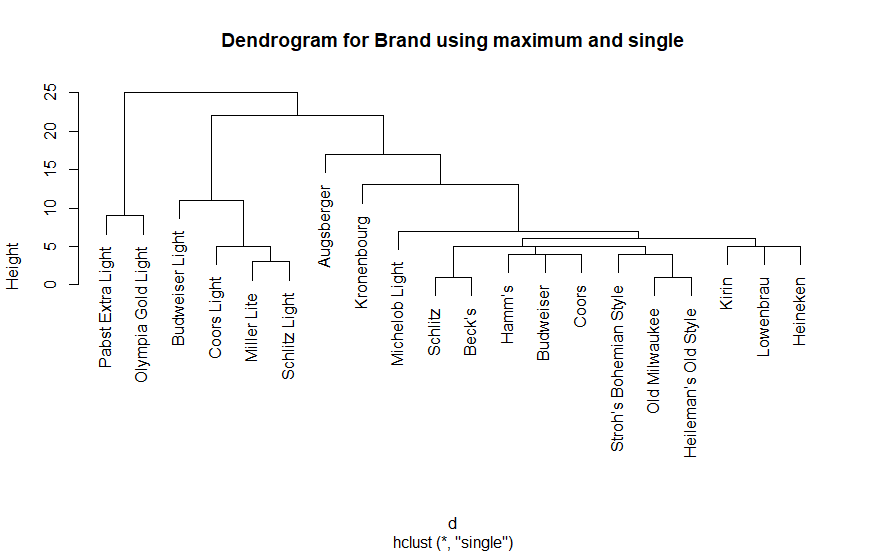 Dendrogram for Brand using maximum and single
25
20
15
10
5
0
Height
Pabst Extra Light
Olympia Gold Light
Budweiser Light
Coors Light
Miller Lite
Schlitz Light
Augsberger
Kronenbourg
Michelob Light
Schlitz
Beck's
Hamm's
Budweiser
Coors
Stroh's Bohemian Style
Old Milwaukee
Heileman's Old Style
Kirin
Lowenbrau
Heineken
d
hclust (*, "single")